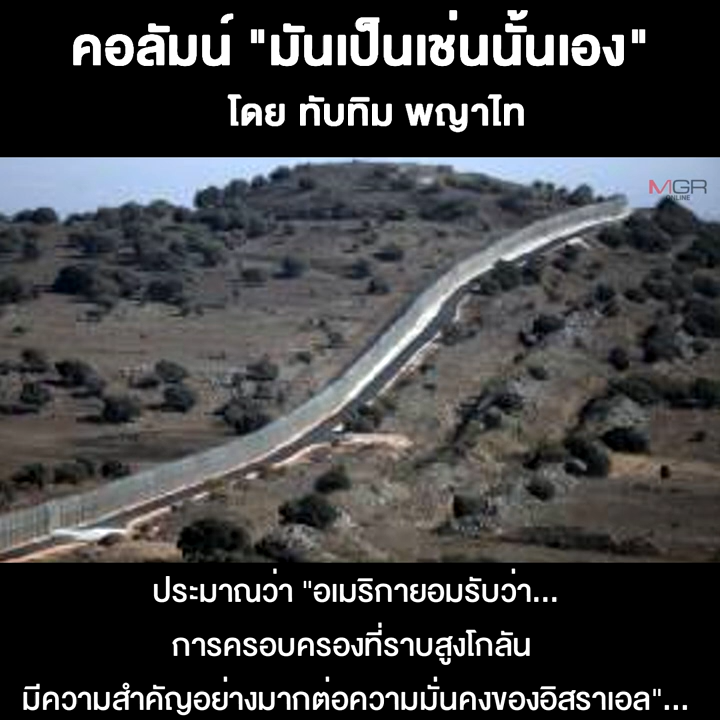 คอลัมน์ "มันเป็นเช่นนั้นเอง"
โดย ทับทิม พญาไท
MGR
ONLINE
ประมาณว่า "อเมริกายอมรับว่า...
การครอบครองที่ราบสูงโกลัน
มีความสำคัญอย่างมากต่อความมั่นคงของอิสราเอล"...